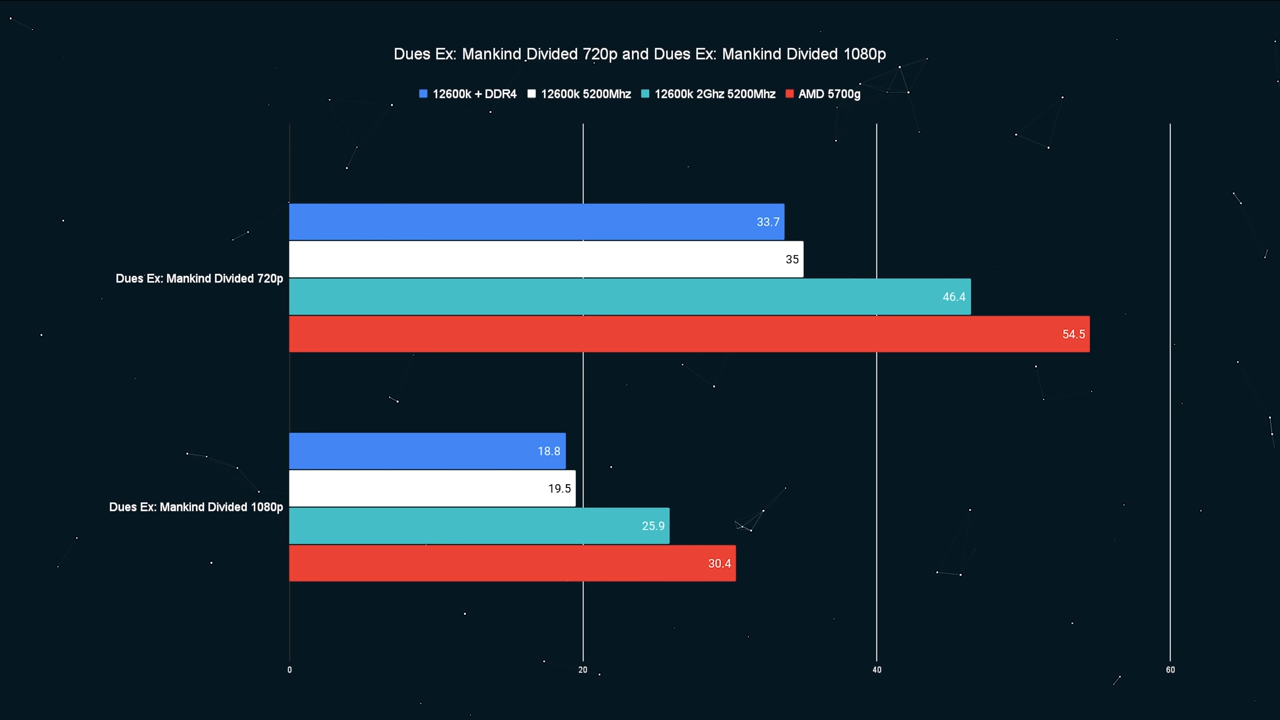 Dues Ex: Mankind Divided 720p and Dues Ex: Mankind Divided 1080p
12600k + DDR4 12600k 5200Mhz 12600k 2Ghz 5200Mhz AMD 5700g
33.7
35
Dues Ex: Mankind Divided 720p
46.4
54.5
18.8
19.5
Dues Ex: Mankind Divided 1080p
25.9
30.4
0 20 40 60